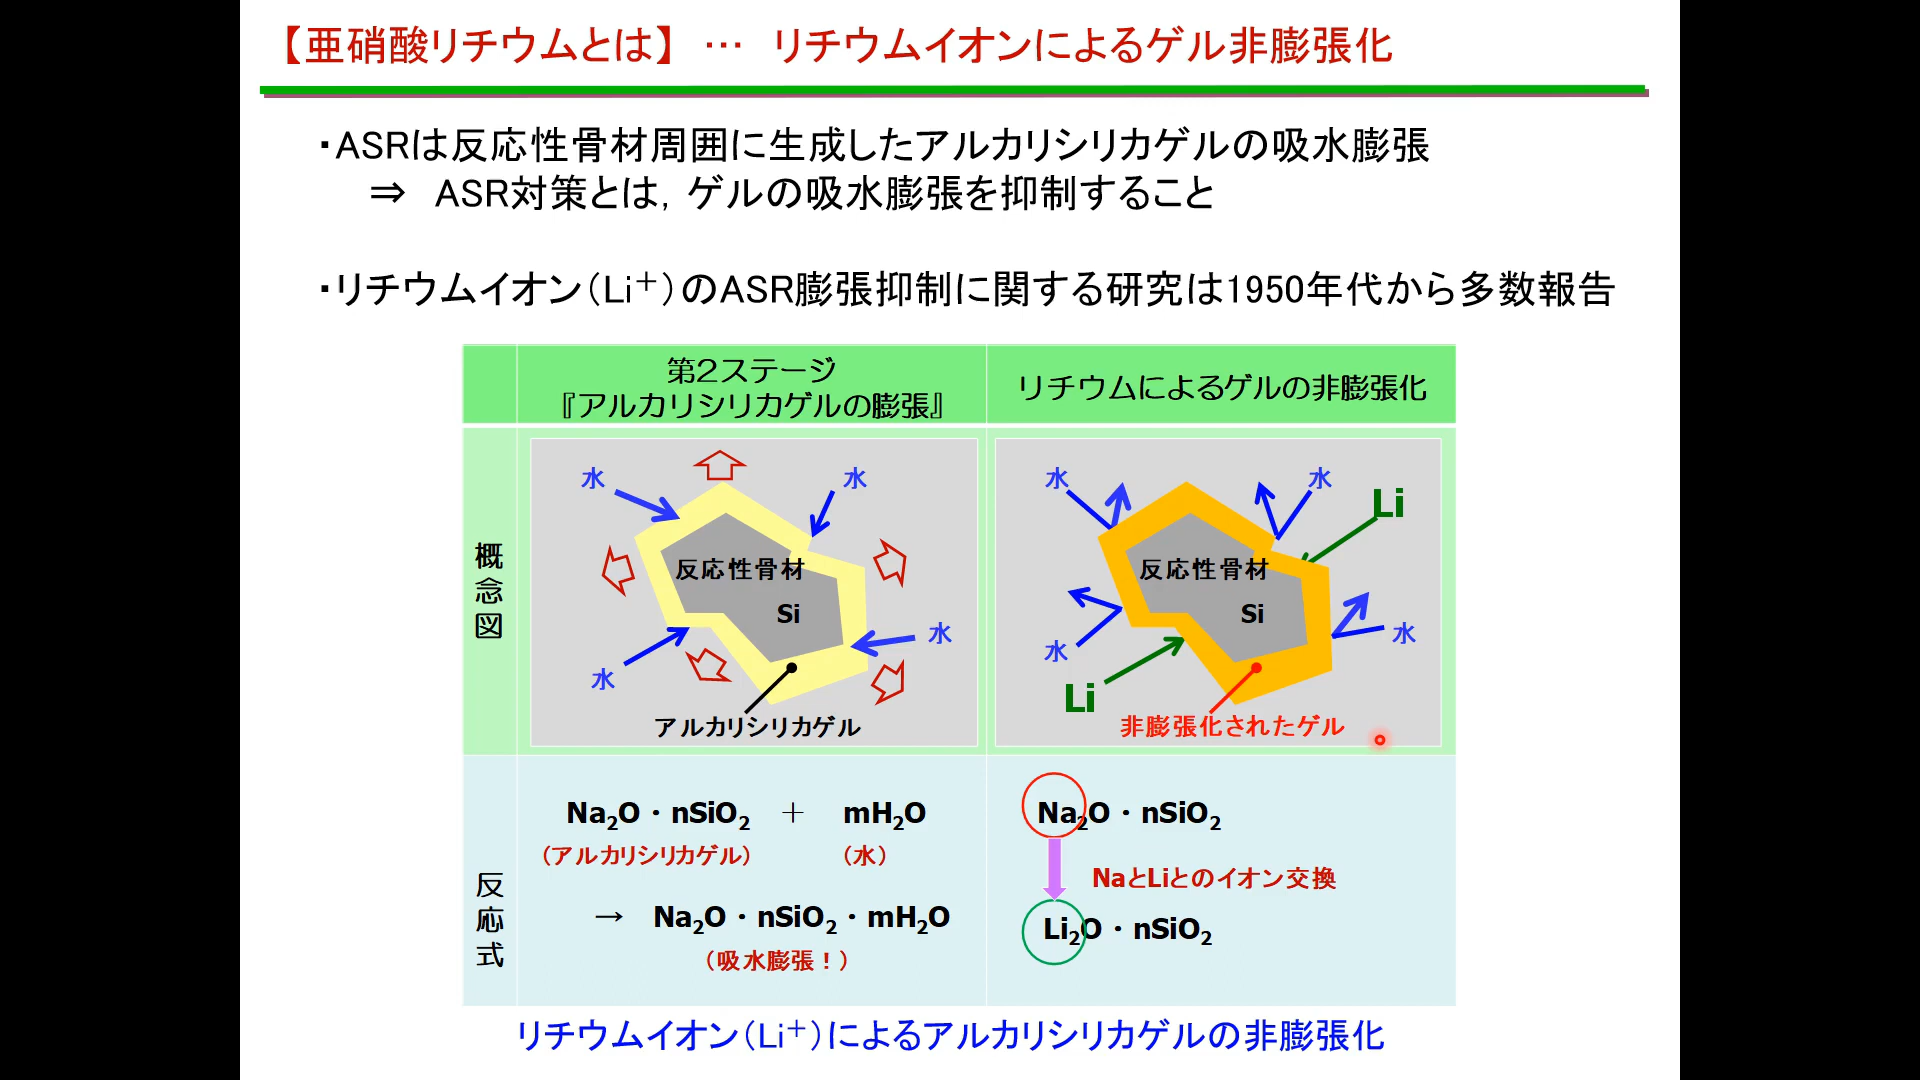 【亜硝酸リチウムとは】 … リチウムイオンによるゲル非膨張化
・ASRは反応性骨材周囲に生成したアルカリシリカゲルの吸水膨張
⇒ ASR対策とは，ゲルの吸水膨張を抑制すること
・リチウムイオン（Li⁺）のASR膨張抑制に関する研究は1950年代から多数報告
第2ステージ
『アルカリシリカゲルの膨張』
リチウムによるゲルの非膨張化
概念図
水
水
反応性骨材
Si
水
水
アルカリシリカゲル
水
水
Li
反応性骨材
Si
水
水
Li
非膨張化されたゲル
反応式
Na₂O・nSiO₂ ＋ mH₂O
（アルカリシリカゲル） （水）
→ Na₂O・nSiO₂・mH₂O
（吸水膨張！）
Na₂O・nSiO₂
NaとLiとのイオン交換
Li₂O・nSiO₂
リチウムイオン（Li⁺）によるアルカリシリカゲルの非膨張化